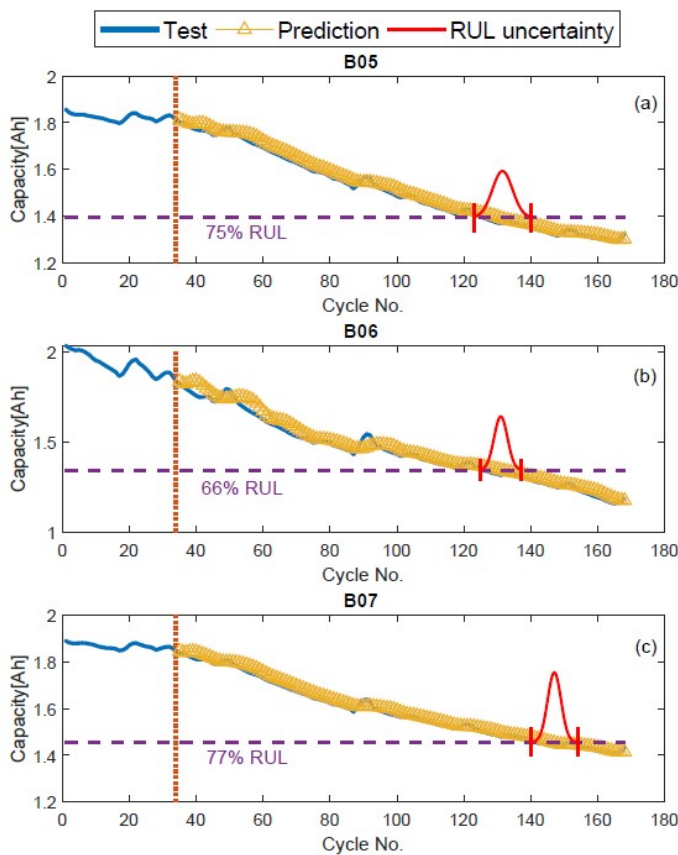 Test Prediction RUL uncertainty
B05
(a)
2
1.8
1.6
1.4
1.2
Capacity[Ah]
75% RUL
0 20 40 60 80 100 120 140 160 180
Cycle No.
B06
(b)
2
1.5
1
Capacity[Ah]
66% RUL
0 20 40 60 80 100 120 140 160 180
Cycle No.
B07
(c)
2
1.8
1.6
1.4
1.2
Capacity[Ah]
77% RUL
0 20 40 60 80 100 120 140 160 180
Cycle No.